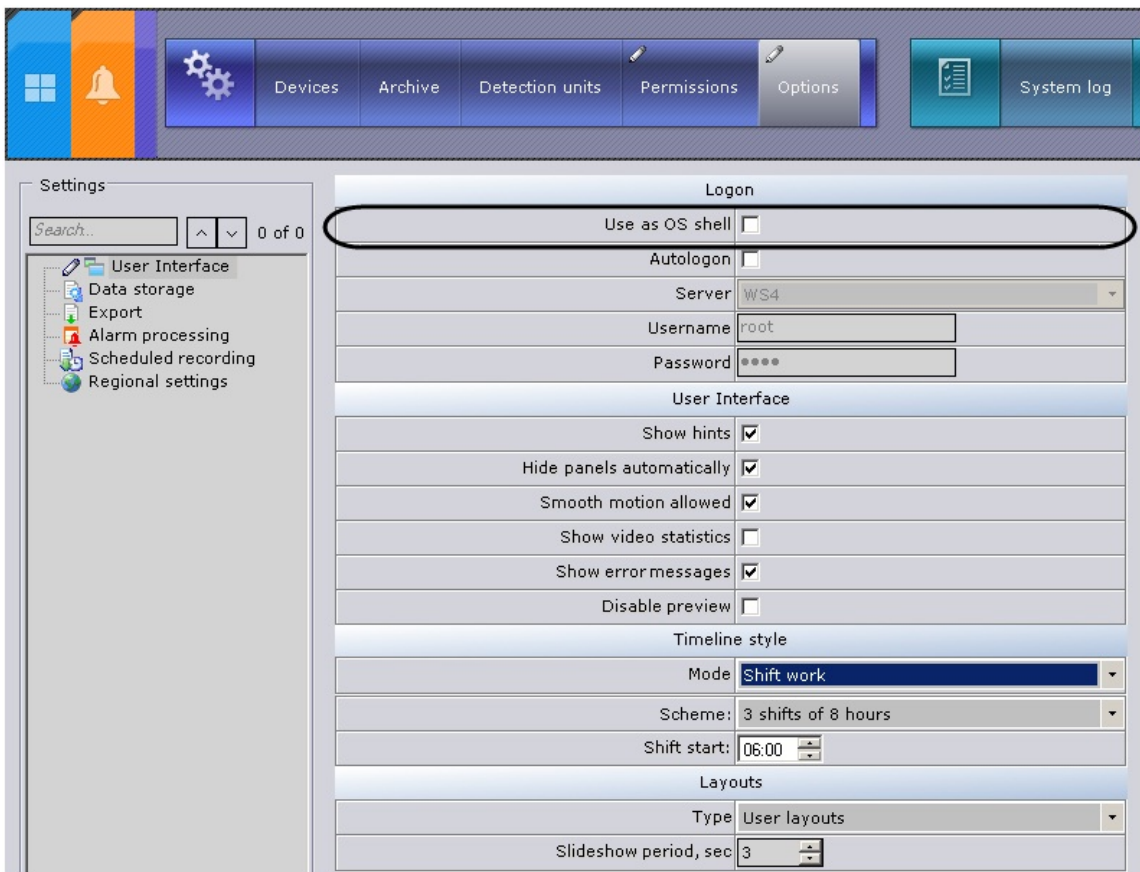 Devices
Archive
Detection units
Permissions
Options
System log
Settings
Search...
0 of 0
User Interface
Data storage
Export
Alarm processing
Scheduled recording
Regional settings
Logon
Use as OS shell
Autologon
Server WS4
Username root
Password ●●●●
User Interface
Show hints
Hide panels automatically
Smooth motion allowed
Show video statistics
Show error messages
Disable preview
Timeline style
Mode Shift work
Scheme: 3 shifts of 8 hours
Shift start: 06:00
Layouts
Type User layouts
Slideshow period, sec 3